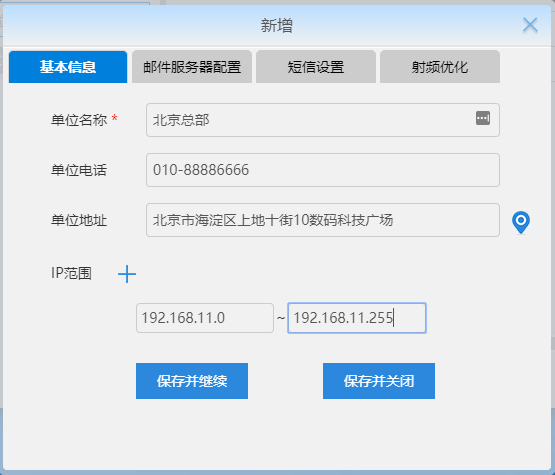 新增
基本信息 邮件服务器配置 短信设置 射频优化
单位名称 * 北京总部
单位电话 010-88886666
单位地址 北京市海淀区上地十街10数码科技广场
IP范围
192.168.11.0 ~ 192.168.11.255
保存并继续 保存并关闭